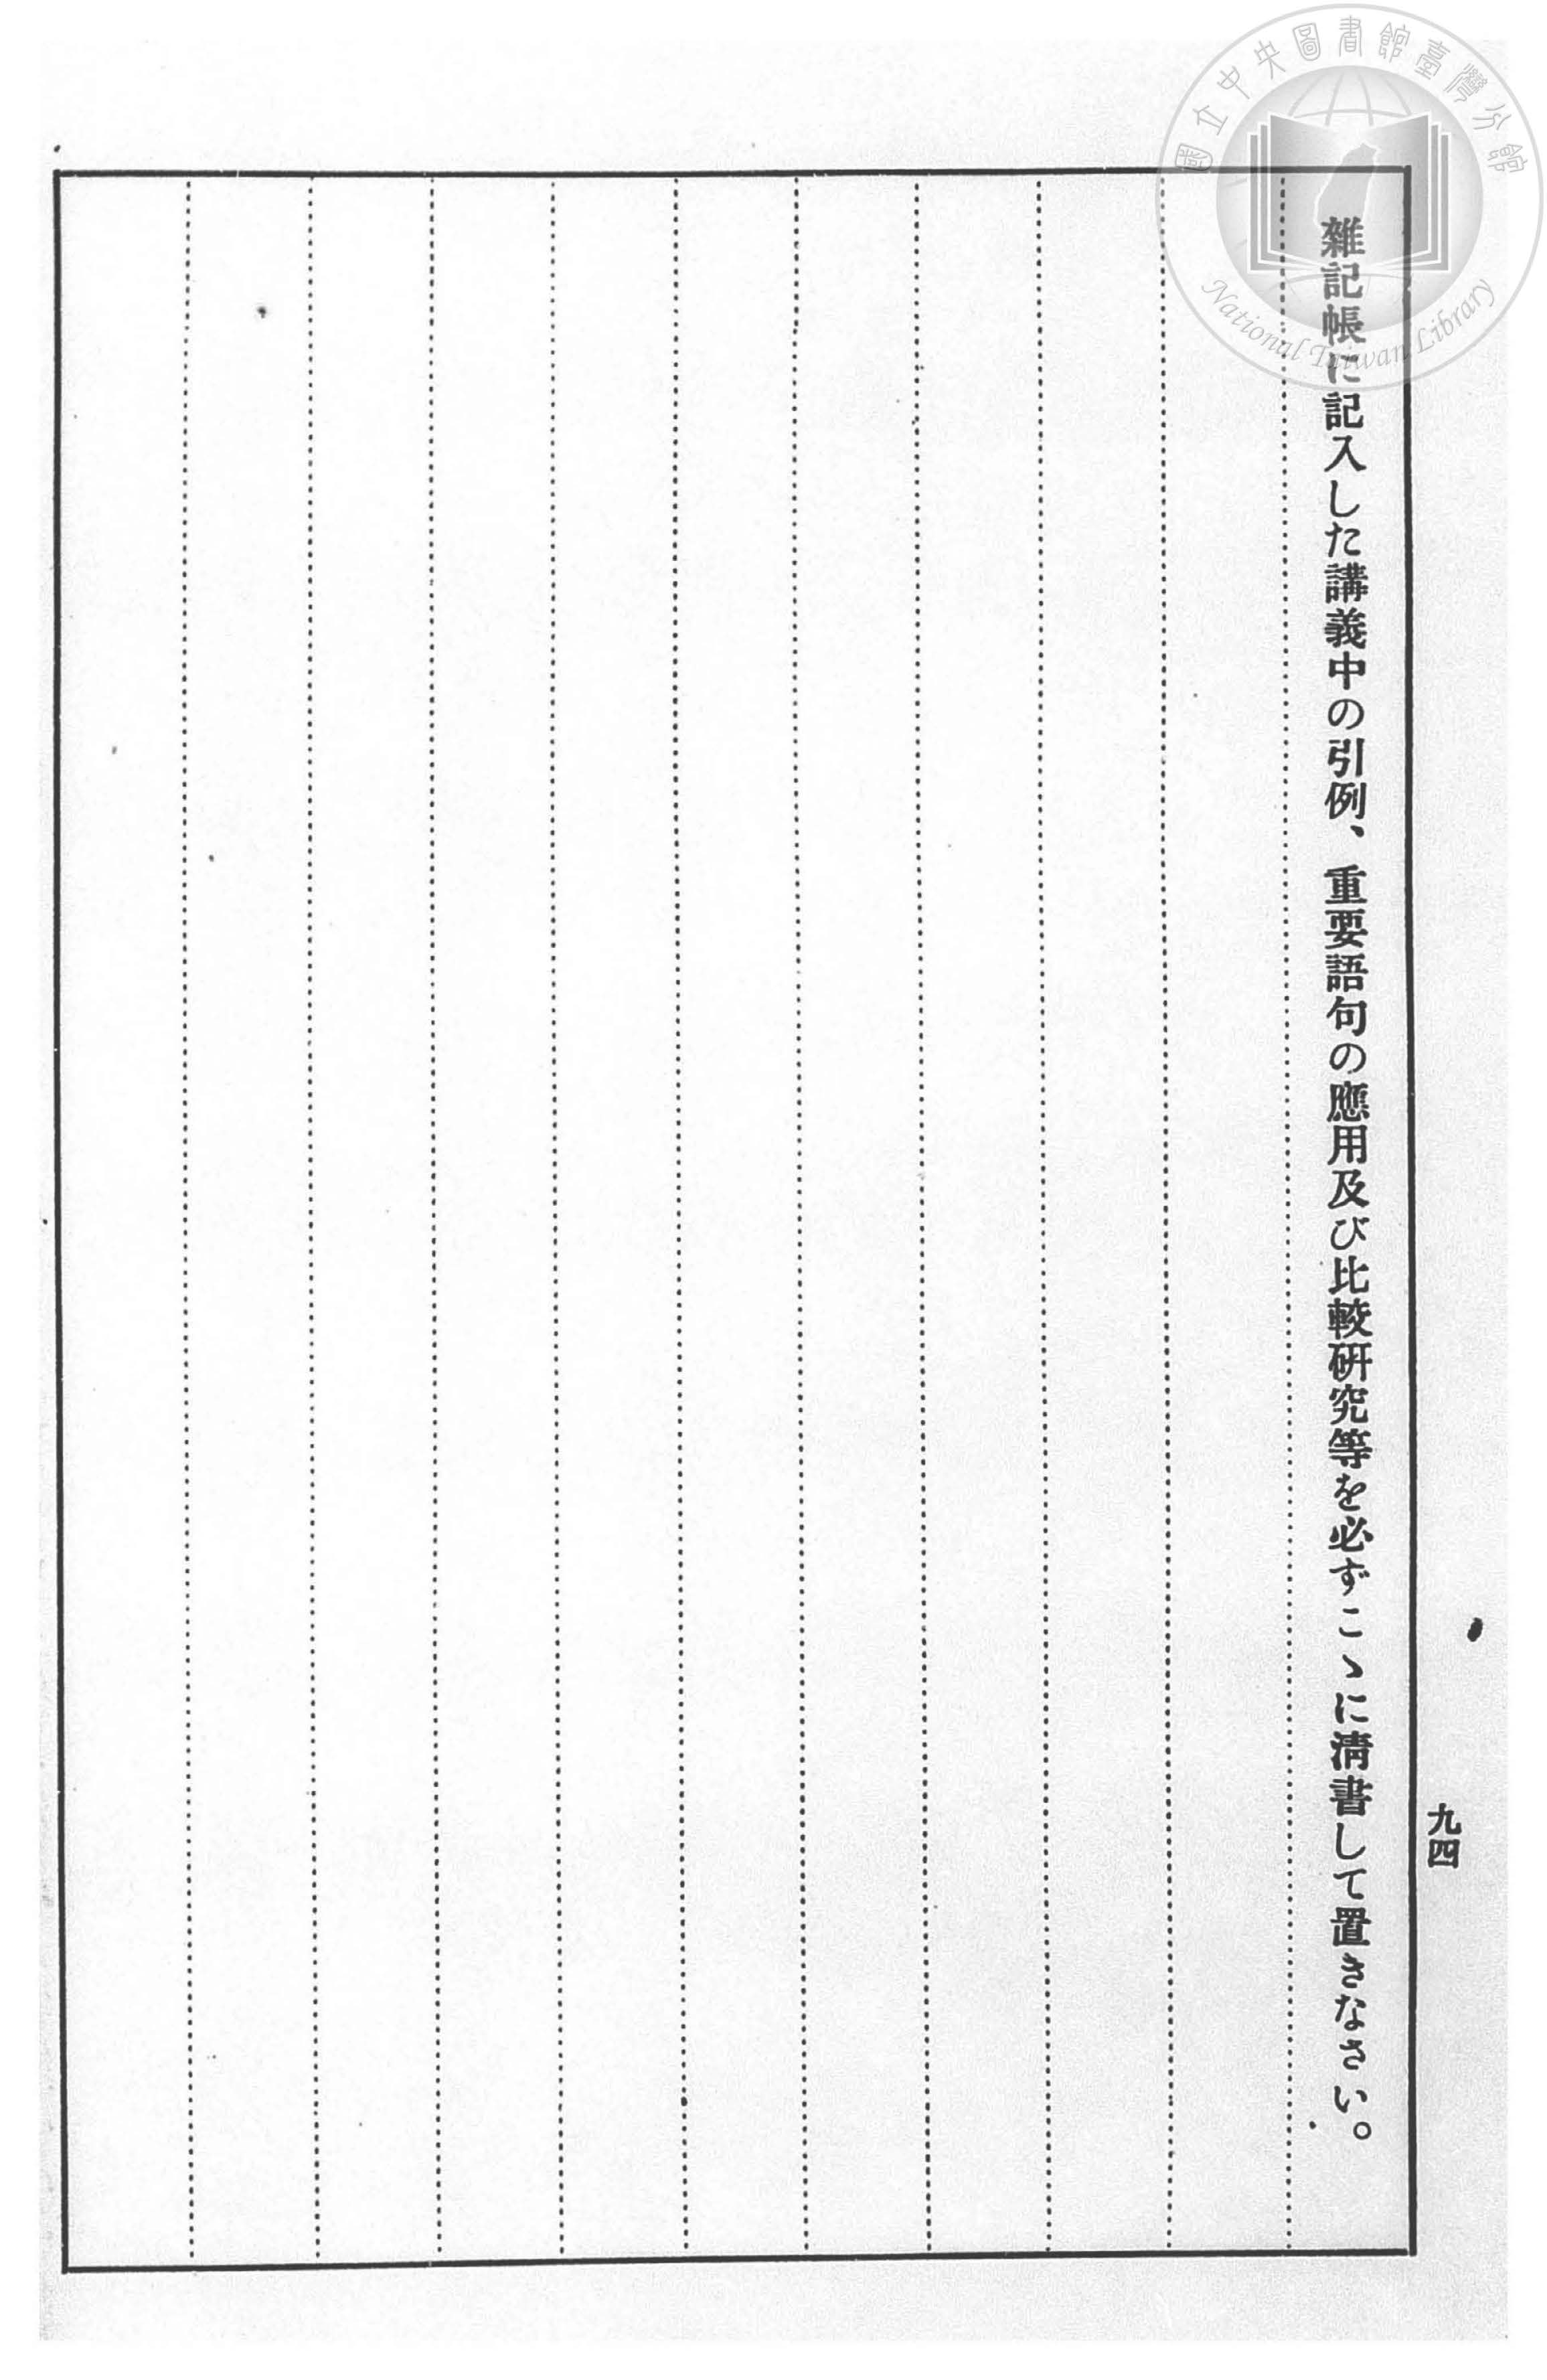 雜記帳に記入した講義中の引例、重要語句の應用及び比較硏究等を必ずこゝに淸書して置きなさい。
九四
國立中央圖書館臺灣分館
National Taiwan Library